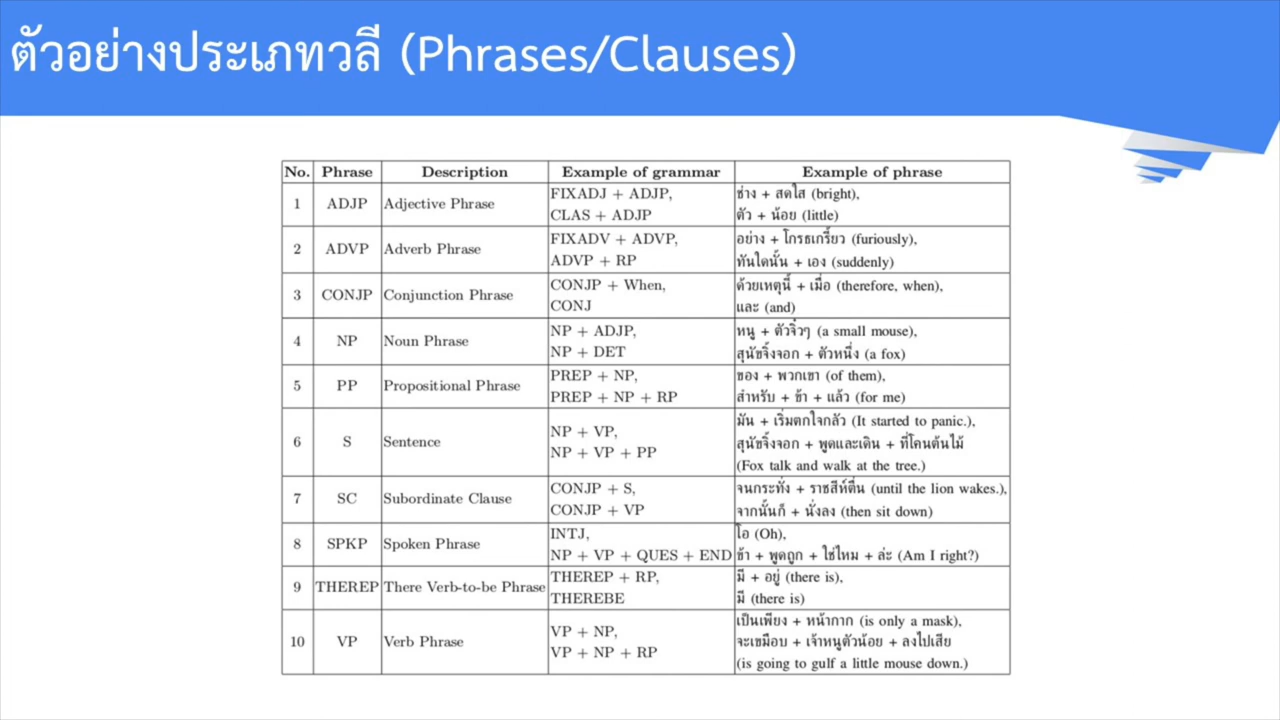 ตัวอย่างประเภทวลี (Phrases/Clauses)
No. Phrase Description Example of grammar Example of phrase
1 ADJP Adjective Phrase FIXADJ + ADJP, ช่าง + สดใส (bright),
CLAS + ADJP ตัว + น้อย (little)
2 ADVP Adverb Phrase FIXADV + ADVP, อย่าง + โกรธเกรี้ยว (furiously),
ADVP + RP ทันใดนั้น + เอง (suddenly)
3 CONJP Conjunction Phrase CONJP + When, ด้วยเหตุนี้ + เมื่อ (therefore, when),
CONJ และ (and)
4 NP Noun Phrase NP + ADJP, หนู + ตัวจิ๋วๆ (a small mouse),
NP + DET สุนัขจิ้งจอก + ตัวหนึ่ง (a fox)
5 PP Propositional Phrase PREP + NP, ของ + พวกเขา (of them),
PREP + NP + RP สำหรับ + ข้า + แล้ว (for me)
6 S Sentence NP + VP, มัน + เริ่มตกใจกลัว (It started to panic.),
NP + VP + PP สุนัขจิ้งจอก + พูดและเดิน + ที่โคนต้นไม้
(Fox talk and walk at the tree.)
7 SC Subordinate Clause CONJP + S, จนกระทั่ง + ราชสีห์ตื่น (until the lion wakes.),
CONJP + VP จากนั้นก็ + นั่งลง (then sit down)
8 SPKP Spoken Phrase INTJ, โอ (Oh),
NP + VP + QUES + END ข้า + พูดถูก + ใช่ไหม + ล่ะ (Am I right?)
9 THEREP There Verb-to-be Phrase THEREP + RP, มี + อยู่ (there is),
THEREBE มี (there is)
10 VP Verb Phrase VP + NP, เป็นเพียง + หน้ากาก (is only a mask),
VP + NP + RP จะเขมือบ + เจ้าหนูตัวน้อย + ลงไปเสีย
(is going to gulf a little mouse down.)